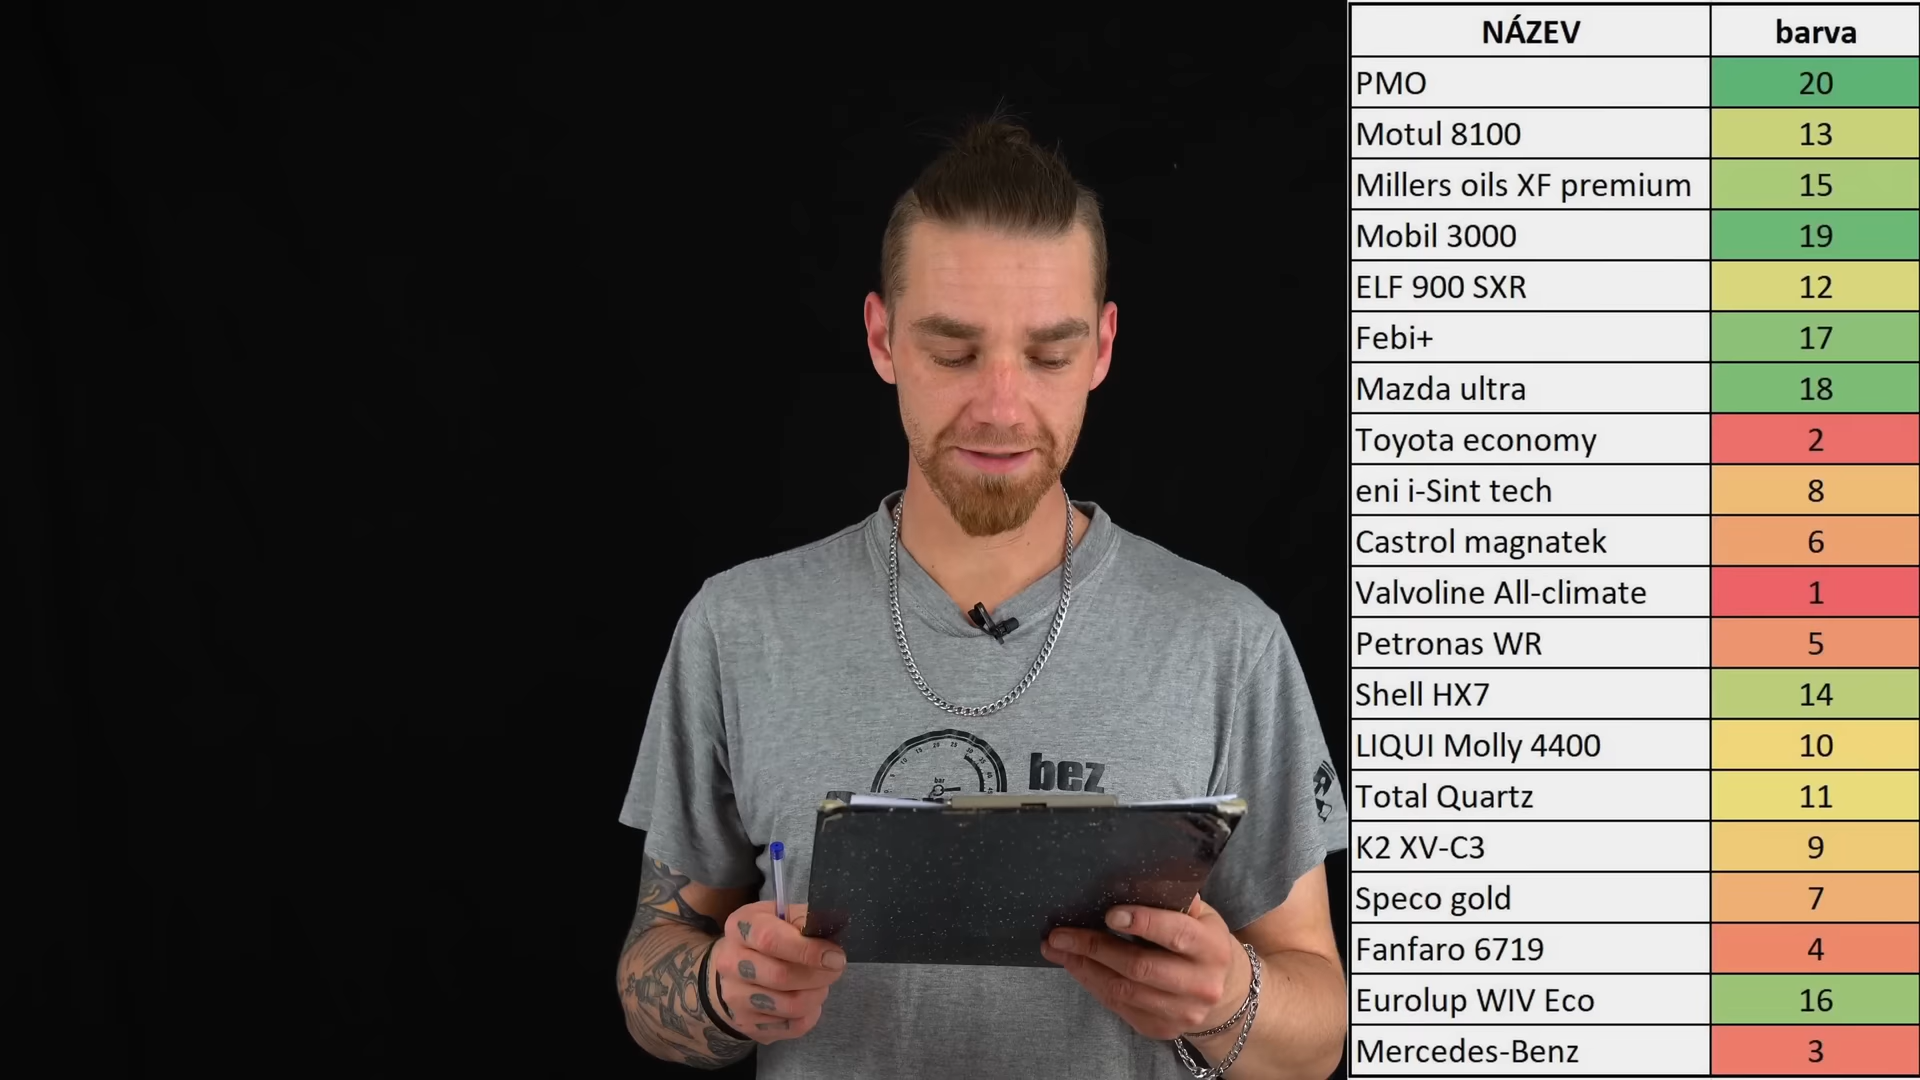 NÁZEV barva
PMO 20
Motul 8100 13
Millers oils XF premium 15
Mobil 3000 19
ELF 900 SXR 12
Febi+ 17
Mazda ultra 18
Toyota economy 2
eni i-Sint tech 8
Castrol magnatek 6
Valvoline All-climate 1
Petronas WR 5
Shell HX7 14
LIQUI Molly 4400 10
Total Quartz 11
K2 XV-C3 9
Speco gold 7
Fanfaro 6719 4
Eurolup WIV Eco 16
Mercedes-Benz 3
bez
bar